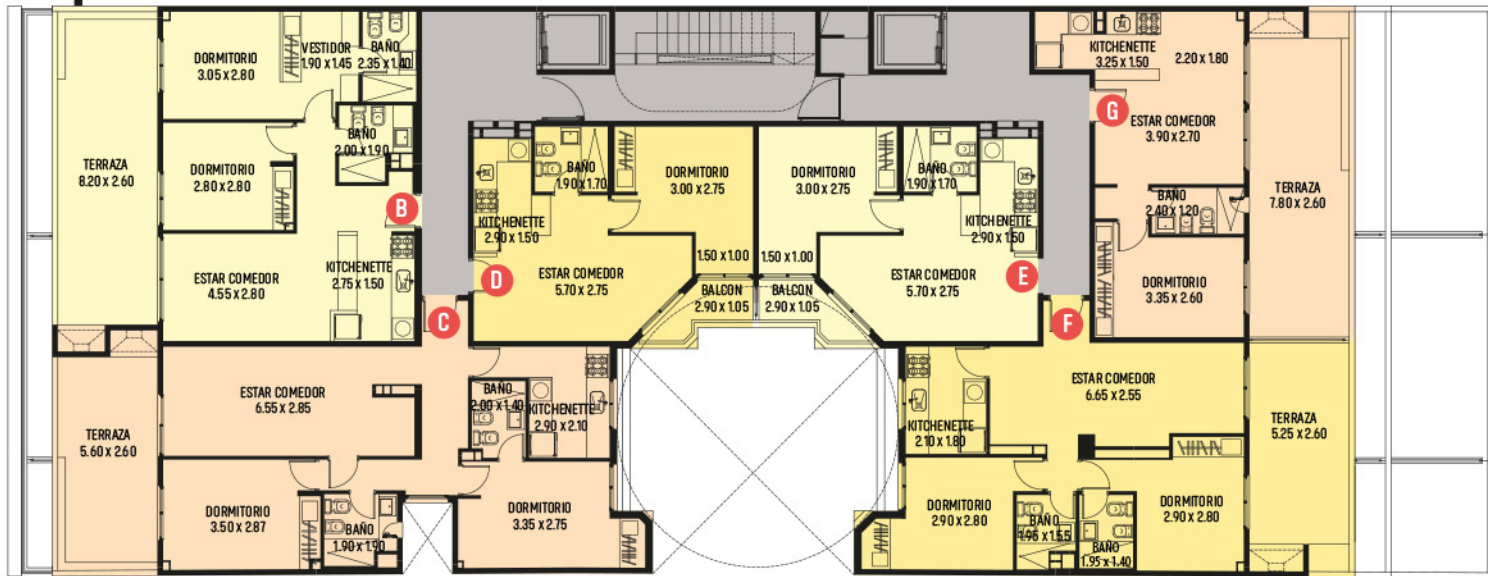 DORMITORIO
3.05 x 2.80
VESTIDOR
1.90 x 1.45
BAÑO
2.35 x 1.40
BAÑO
2.00 x 1.90
TERRAZA
8.20 x 2.60
DORMITORIO
2.80 x 2.80
B
ESTAR COMEDOR
4.55 x 2.80
KITCHENETTE
2.75 x 1.50
KITCHENETTE
2.90 x 1.50
BAÑO
1.90 x 1.70
DORMITORIO
3.00 x 2.75
D
ESTAR COMEDOR
5.70 x 2.75
1.50 x 1.00
BALCON
2.90 x 1.05
DORMITORIO
3.00 x 2.75
BAÑO
1.90 x 1.70
KITCHENETTE
2.90 x 1.50
1.50 x 1.00
ESTAR COMEDOR
5.70 x 2.75
E
BALCON
2.90 x 1.05
KITCHENETTE
3.25 x 1.50
2.20 x 1.80
G
ESTAR COMEDOR
3.90 x 2.70
BAÑO
2.40 x 1.20
TERRAZA
7.80 x 2.60
DORMITORIO
3.35 x 2.60
C
ESTAR COMEDOR
6.55 x 2.85
TERRAZA
5.60 x 2.60
BAÑO
2.00 x 1.40
KITCHENETTE
2.90 x 2.10
DORMITORIO
3.50 x 2.87
BAÑO
1.90 x 1.90
DORMITORIO
3.35 x 2.75
F
ESTAR COMEDOR
6.65 x 2.55
KITCHENETTE
2.10 x 1.80
TERRAZA
5.25 x 2.60
DORMITORIO
2.90 x 2.80
BAÑO
1.95 x 1.55
BAÑO
1.95 x 1.40
DORMITORIO
2.90 x 2.80